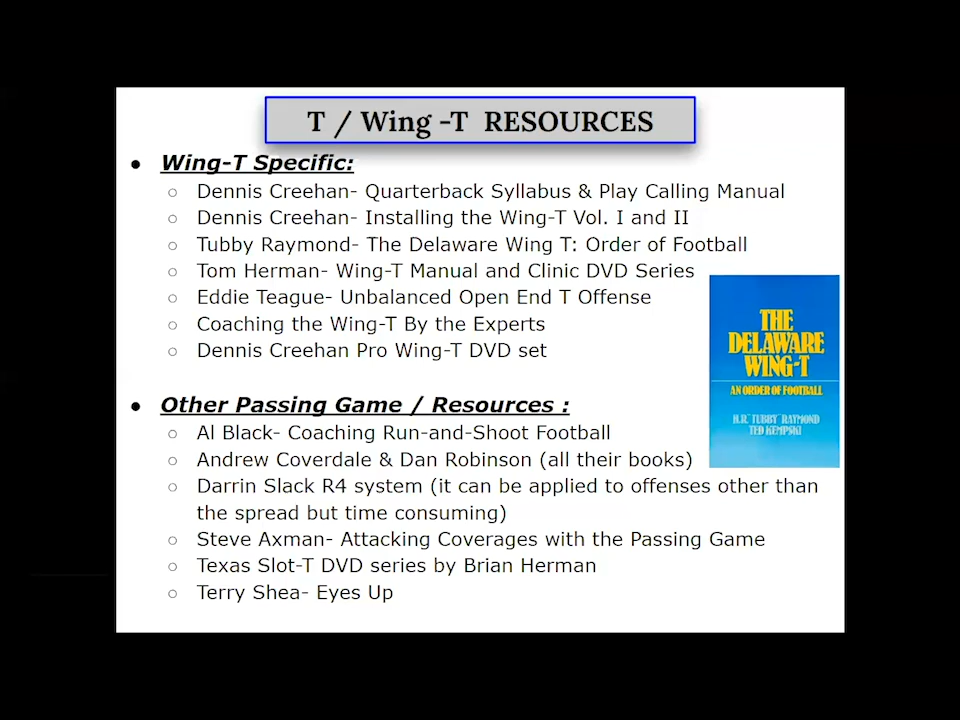 T / Wing -T RESOURCES
● Wing-T Specific:
○ Dennis Creehan- Quarterback Syllabus & Play Calling Manual
○ Dennis Creehan- Installing the Wing-T Vol. I and II
○ Tubby Raymond- The Delaware Wing T: Order of Football
○ Tom Herman- Wing-T Manual and Clinic DVD Series
○ Eddie Teague- Unbalanced Open End T Offense
○ Coaching the Wing-T By the Experts
○ Dennis Creehan Pro Wing-T DVD set
THE
DELAWARE
WING-T
AN ORDER OF FOOTBALL
H.R. "TUBBY" RAYMOND
TED KEMPSKI
● Other Passing Game / Resources :
○ Al Black- Coaching Run-and-Shoot Football
○ Andrew Coverdale & Dan Robinson (all their books)
○ Darrin Slack R4 system (it can be applied to offenses other than
the spread but time consuming)
○ Steve Axman- Attacking Coverages with the Passing Game
○ Texas Slot-T DVD series by Brian Herman
○ Terry Shea- Eyes Up